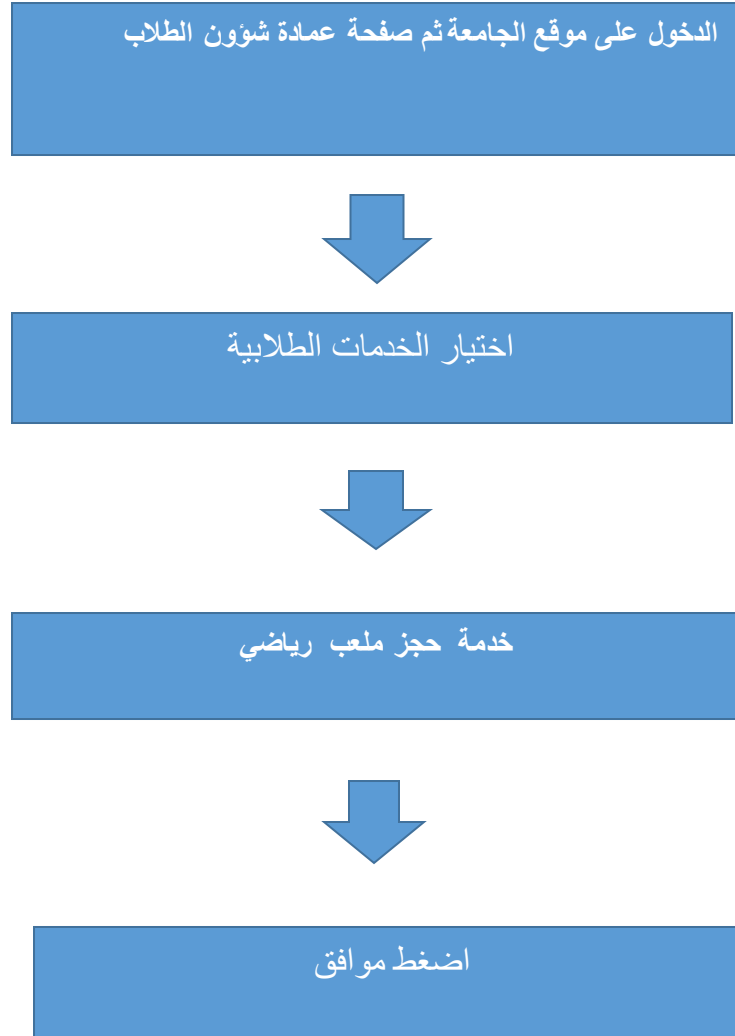 الدخول على موقع الجامعة ثم صفحة عمادة شؤون الطلاب
اختيار الخدمات الطلابية
خدمة حجز ملعب رياضي
اضغط موافق